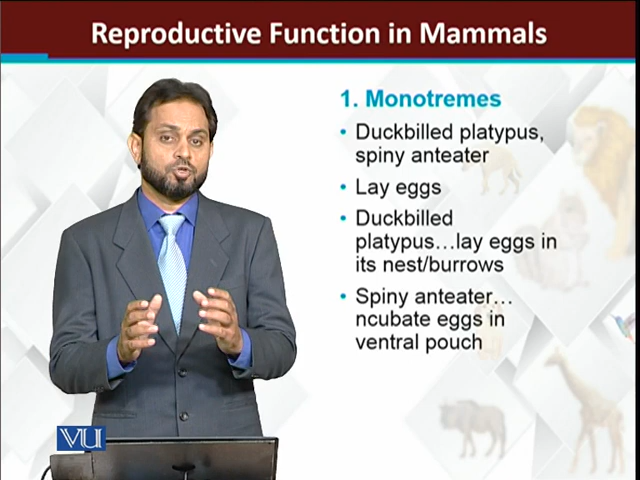 Reproductive Function in Mammals
1. Monotremes
• Duckbilled platypus,
spiny anteater
• Lay eggs
• Duckbilled
platypus…lay eggs in
its nest/burrows
• Spiny anteater…
ncubate eggs in
ventral pouch
VU